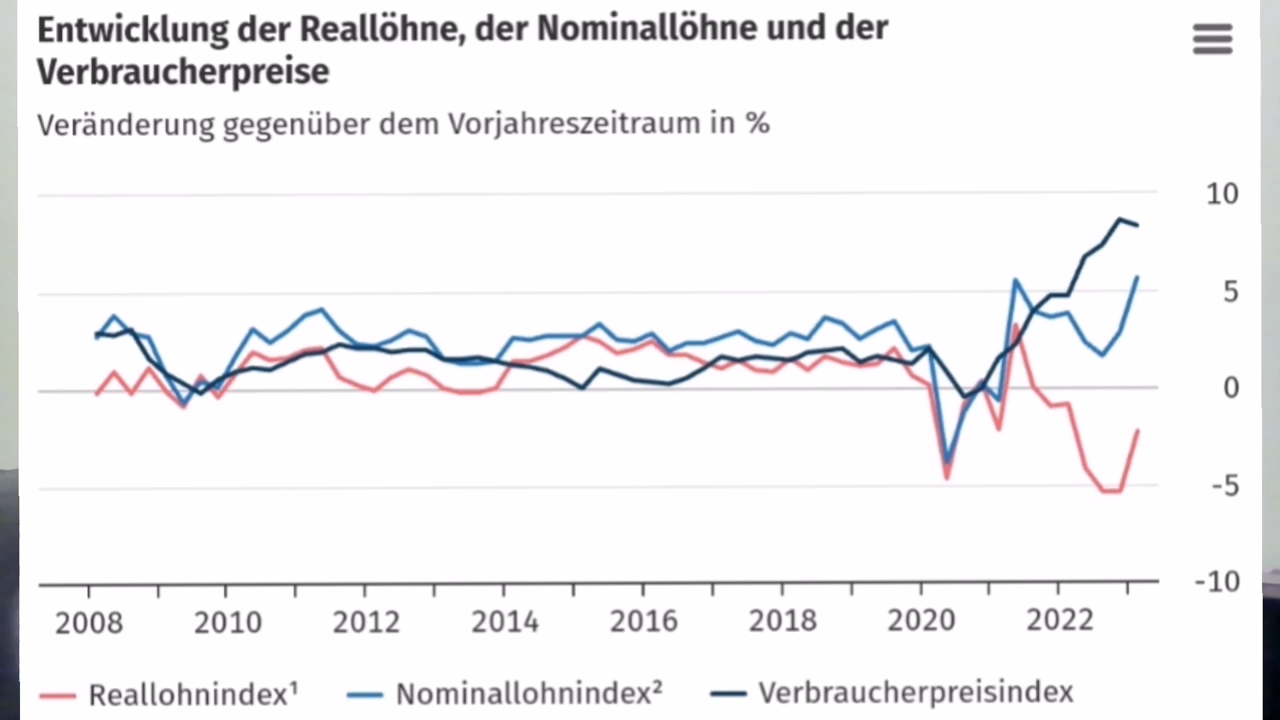 Entwicklung der Reallöhne, der Nominallöhne und der
Verbraucherpreise
Veränderung gegenüber dem Vorjahreszeitraum in %
10
5
0
-5
-10
2008 2010 2012 2014 2016 2018 2020 2022
Reallohnindex¹ Nominallohnindex² Verbraucherpreisindex